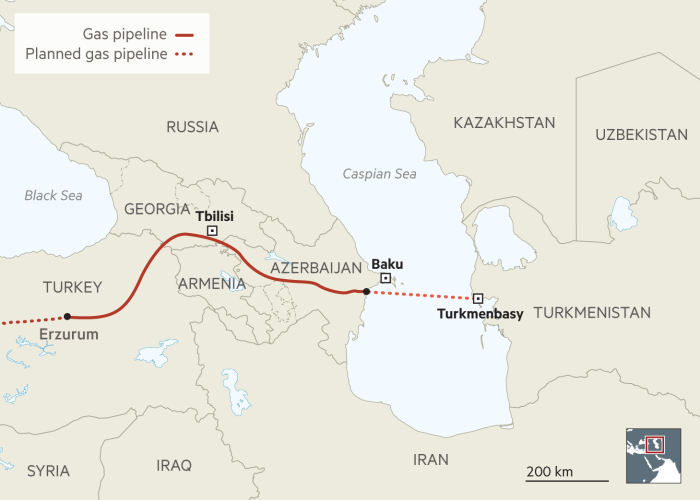 Gas pipeline
Planned gas pipeline
RUSSIA
KAZAKHSTAN
UZBEKISTAN
Caspian Sea
Black Sea
GEORGIA
Tbilisi
AZERBAIJAN
Baku
TURKEY
ARMENIA
Turkmenbasy
TURKMENISTAN
Erzurum
SYRIA
IRAQ
IRAN
200 km